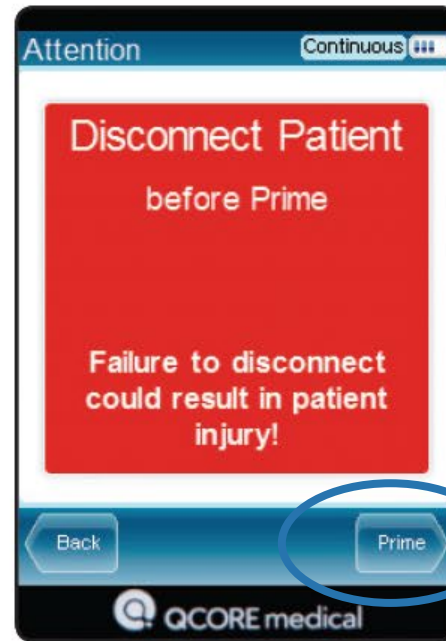 Attention Continuous
Disconnect Patient
before Prime
Failure to disconnect
could result in patient
injury!
Back Prime
QCORE medical